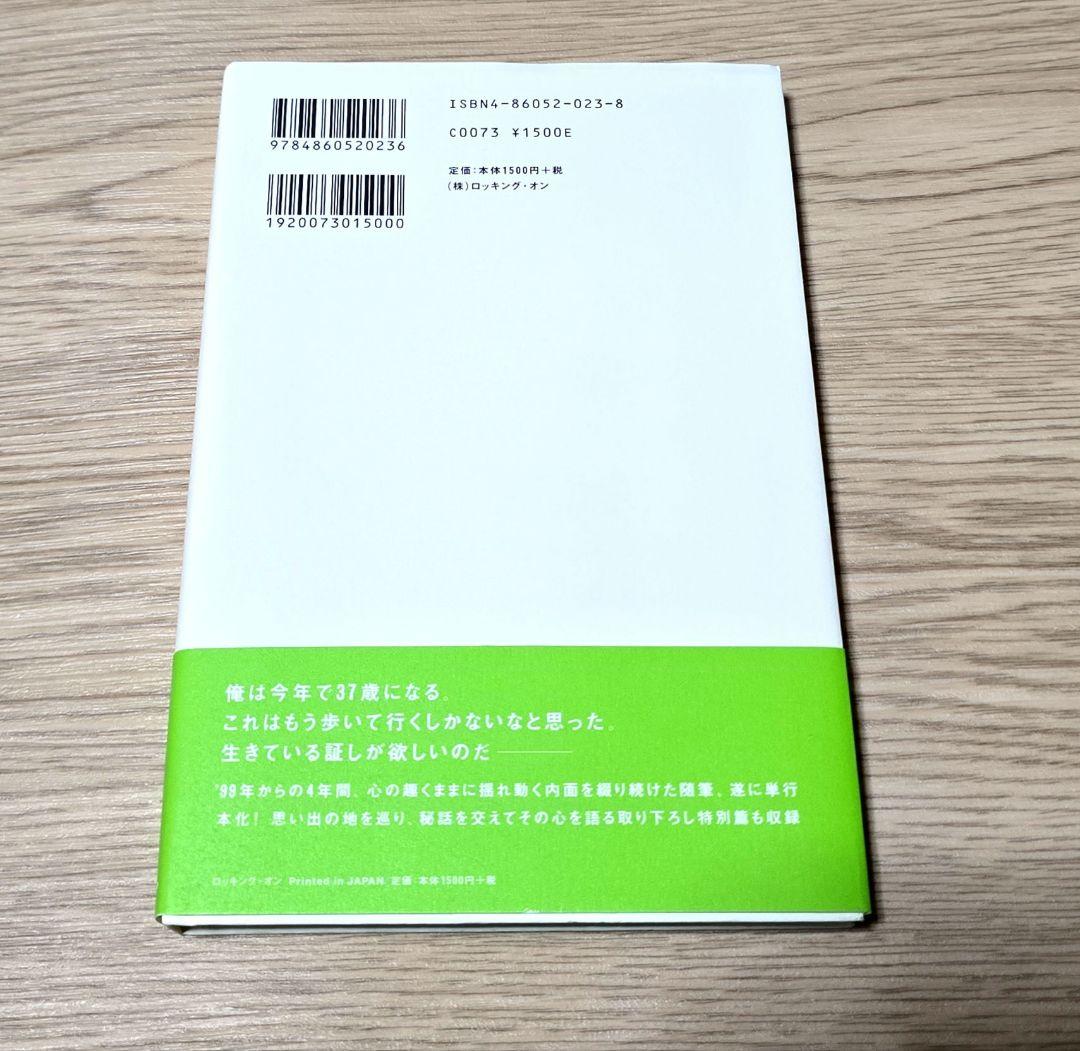 9784860520236
1920073015000
ISBN4-86052-023-8
C0073 ¥1500E
定価：本体1500円＋税
（株）ロッキング・オン
俺は今年で37歳になる。
これはもう歩いて行くしかないなと思った。
生きている証しが欲しいのだ―――
'99年からの4年間、心の趣くままに揺れ動く内面を綴り続けた随筆、遂に単行
本化！ 思い出の地を巡り、秘話を交えてその心を語る取り下ろし特別篇も収録
ロッキング・オン Printed in JAPAN 定価：本体1500円＋税